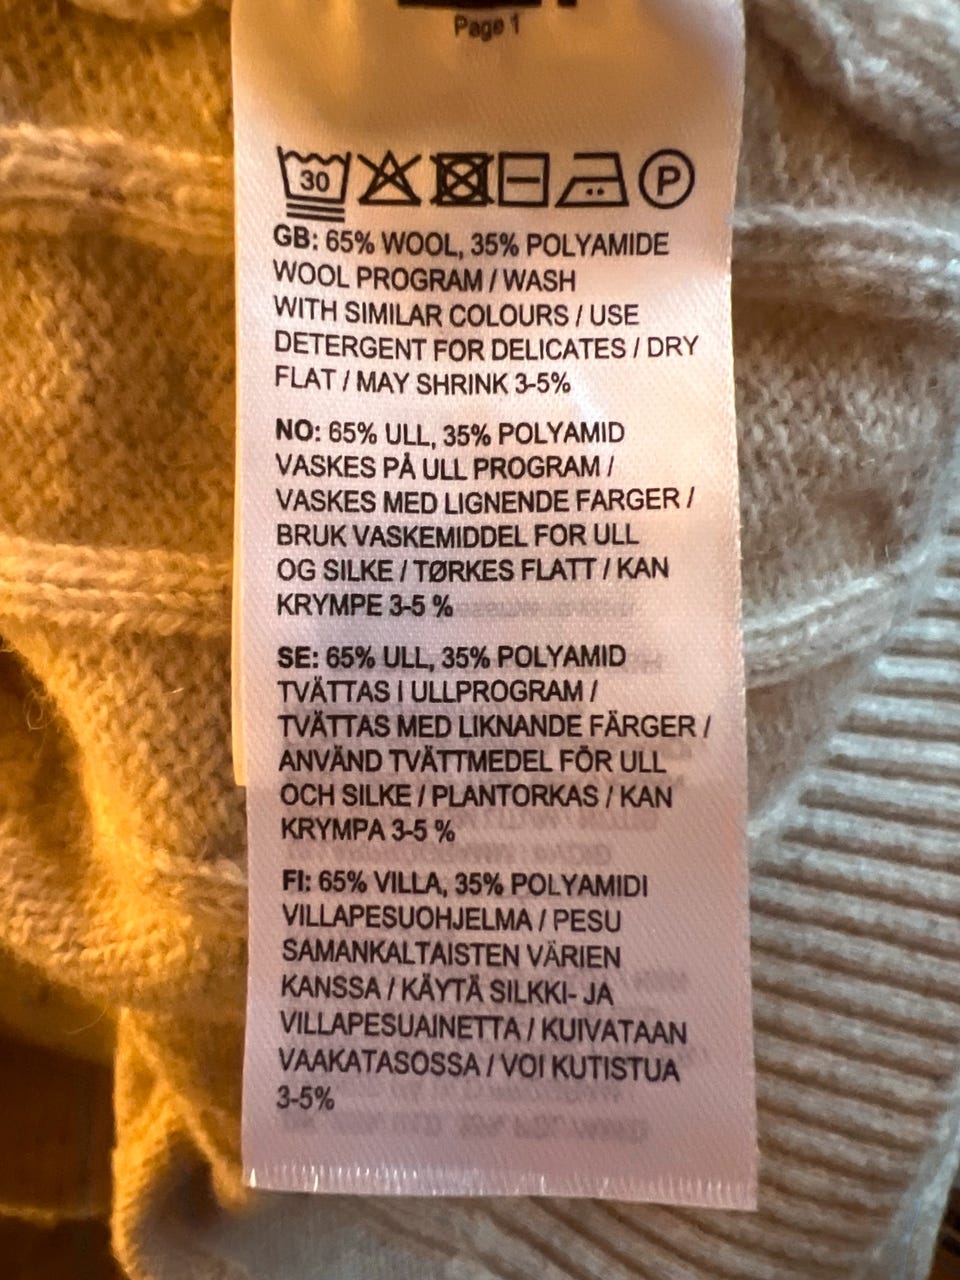 Page 1
30 P
GB: 65% WOOL, 35% POLYAMIDE
WOOL PROGRAM / WASH
WITH SIMILAR COLOURS / USE
DETERGENT FOR DELICATES / DRY
FLAT / MAY SHRINK 3-5%
NO: 65% ULL, 35% POLYAMID
VASKES PÅ ULL PROGRAM /
VASKES MED LIGNENDE FARGER /
BRUK VASKEMIDDEL FOR ULL
OG SILKE / TØRKES FLATT / KAN
KRYMPE 3-5 %
SE: 65% ULL, 35% POLYAMID
TVÄTTAS I ULLPROGRAM /
TVÄTTAS MED LIKNANDE FÄRGER /
ANVÄND TVÄTTMEDEL FÖR ULL
OCH SILKE / PLANTORKAS / KAN
KRYMPA 3-5 %
FI: 65% VILLA, 35% POLYAMIDI
VILLAPESUOHJELMA / PESU
SAMANKALTAISTEN VÄRIEN
KANSSA / KÄYTÄ SILKKI- JA
VILLAPESUAINETTA / KUIVATAAN
VAAKATASOSSA / VOI KUTISTUA
3-5%